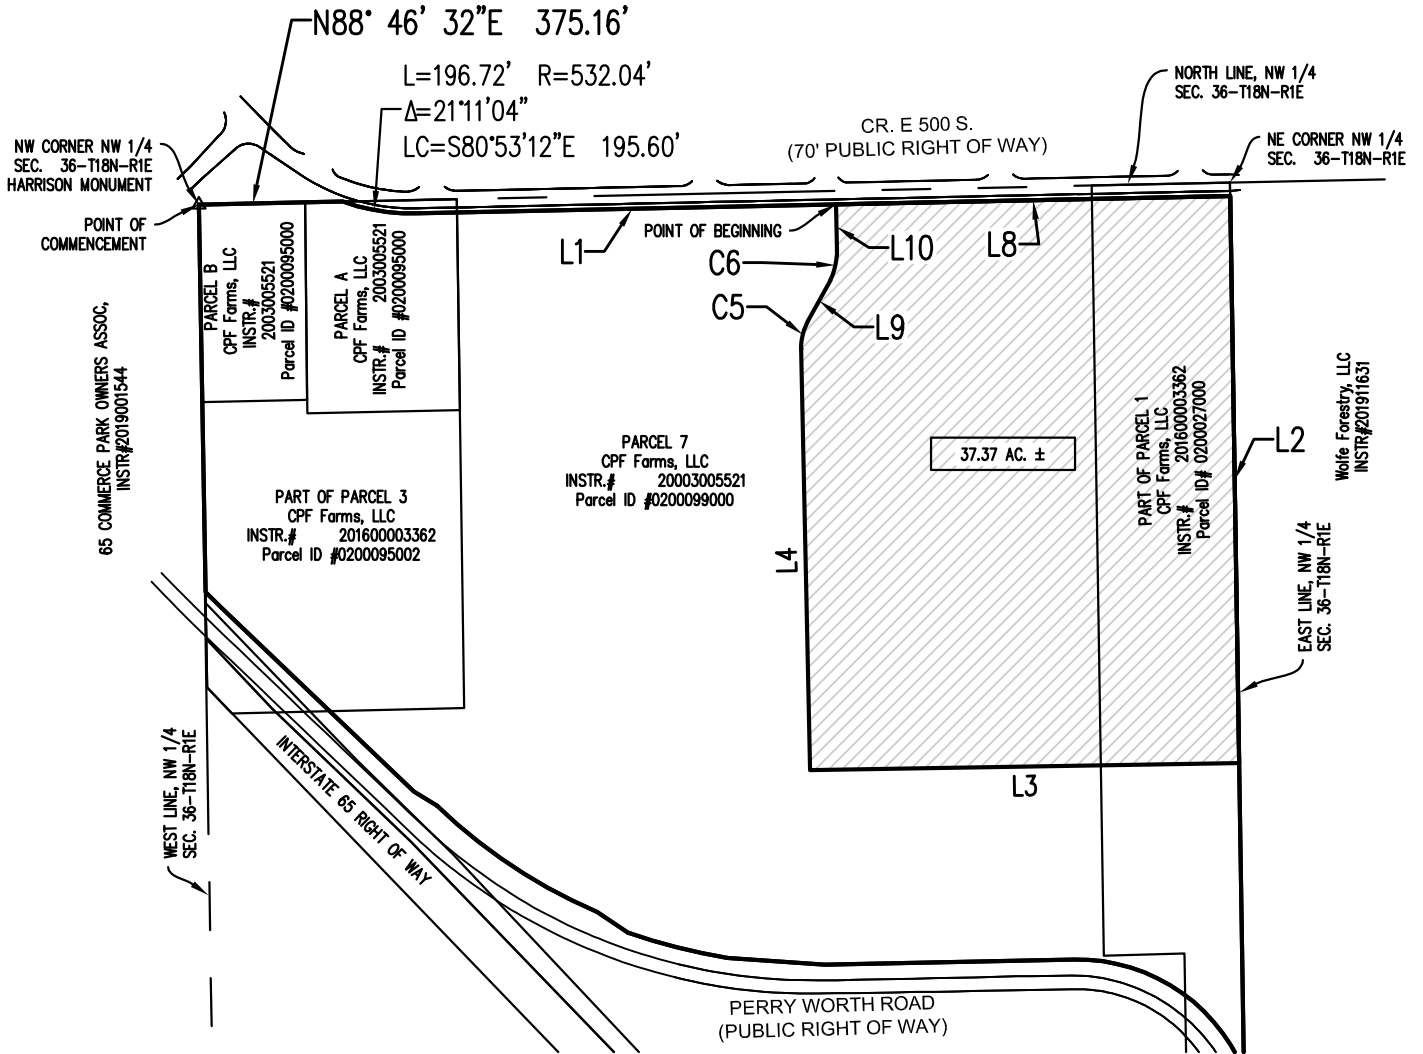 N88° 46' 32"E 375.16'
L=196.72' R=532.04'
Δ=21°11'04"
LC=S80°53'12"E 195.60'
CR. E 500 S.
(70' PUBLIC RIGHT OF WAY)
NORTH LINE, NW 1/4
SEC. 36-T18N-R1E
NW CORNER NW 1/4
SEC. 36-T18N-R1E
HARRISON MONUMENT
NE CORNER NW 1/4
SEC. 36-T18N-R1E
POINT OF
COMMENCEMENT
POINT OF BEGINNING
L1
L10
L8
C6
C5
L9
PARCEL B
CPF Farms, LLC
INSTR.#
2003005521
Parcel ID #0200095000
PARCEL A
CPF Farms, LLC
INSTR.# 2003005521
Parcel ID #0200095000
65 COMMERCE PARK OWNERS ASSOC,
INSTR#2019001544
PARCEL 7
CPF Farms, LLC
INSTR.# 20003005521
Parcel ID #0200099000
PART OF PARCEL 3
CPF Farms, LLC
INSTR.# 201600003362
Parcel ID #0200095002
37.37 AC. ±
PART OF PARCEL 1
CPF Farms, LLC
INSTR.# 201600003362
Parcel ID# 0200027000
L2
Wolfe Forestry, LLC
INSTR#201911631
L4
EAST LINE, NW 1/4
SEC. 36-T18N-R1E
L3
WEST LINE, NW 1/4
SEC. 36-T18N-R1E
INTERSTATE 65 RIGHT OF WAY
PERRY WORTH ROAD
(PUBLIC RIGHT OF WAY)